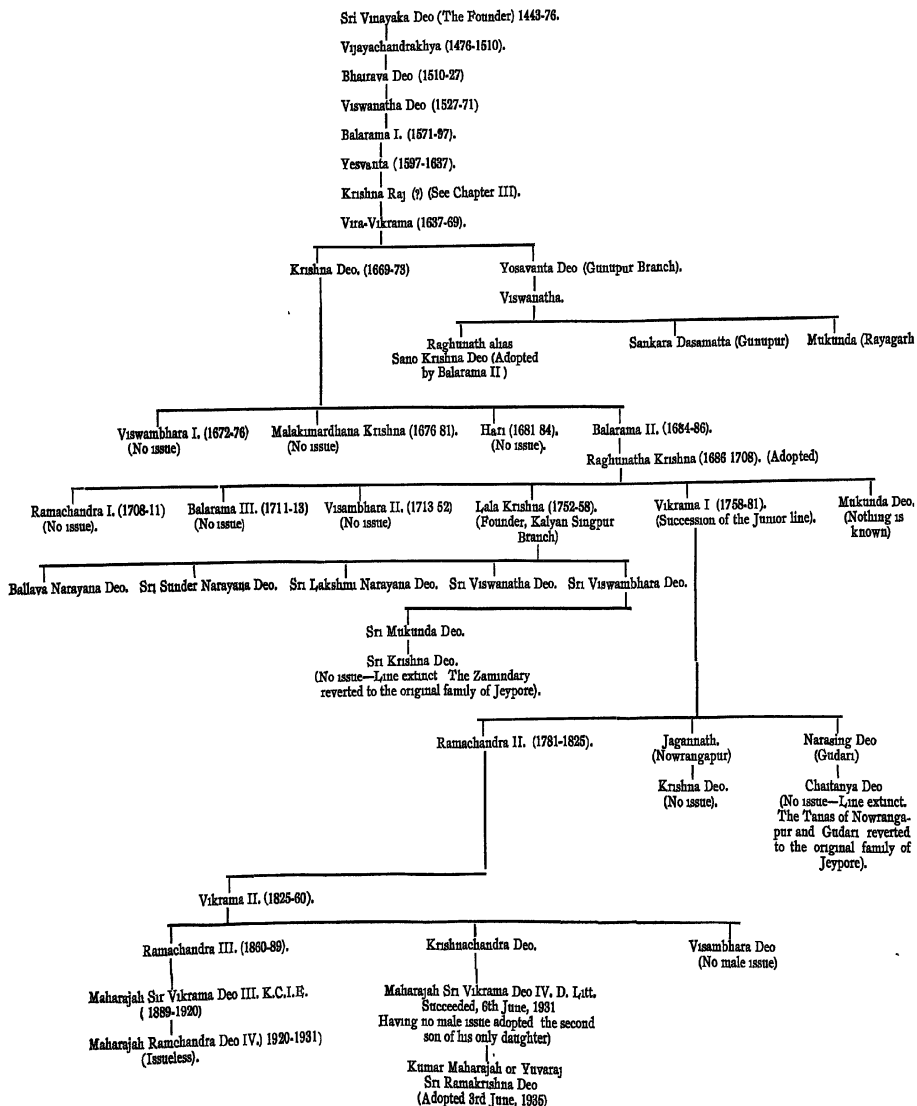 Sri Vinayaka Deo (The Founder) 1443-76.
Vijayachandrakhya (1476-1510).
Bhairava Deo (1510-27)
Viswanatha Deo (1527-71)
Balarama I. (1571-97).
Yesvanta (1597-1637).
Krishna Raj (?) (See Chapter III).
Vira-Vikrama (1637-69).
Krishna Deo. (1669-73)
Yosavanta Deo (Gunupur Branch).
Viswanatha.
Raghunath alias
Sano Krishna Deo (Adopted
by Balarama II)
Sankara Dasamatta (Gunupur)
Mukunda (Rayagarh
Viswambhara I. (1672-76)
(No issue)
Malakimardhana Krishna (1676 81).
(No issue)
Hari (1681 84).
(No issue).
Balarama II. (1684-86).
Raghunatha Krishna (1686 1708). (Adopted)
Ramachandra I. (1708-11)
(No issue).
Balarama III. (1711-13)
(No issue)
Visambhara II. (1713 52)
(No issue)
Lala Krishna (1752-58).
(Founder, Kalyan Singpur
Branch)
Vikrama I (1758-81).
(Succession of the Junior line).
Mukunda Deo.
(Nothing is
known)
Ballava Narayana Deo.
Sri Sunder Narayana Deo.
Sri Lakshmi Narayana Deo.
Sri Viswanatha Deo.
Sri Viswambhara Deo.
Sri Mukunda Deo.
Sri Krishna Deo.
(No issue—Line extinct The Zamindary
reverted to the original family of Jeypore).
Ramachandra II. (1781-1825).
Jagannath.
(Nowrangapur)
Krishna Deo.
(No issue).
Narasing Deo
(Gudari)
Chaitanya Deo
(No issue—Line extinct.
The Tanas of Nowranga-
pur and Gudari reverted
to the original family of
Jeypore).
Vikrama II. (1825-60).
Ramachandra III. (1860-89).
Krishnachandra Deo.
Visambhara Deo
(No male issue)
Maharajah Sir Vikrama Deo III. K.C.I.E.
(1889-1920)
Maharajah Ramchandra Deo IV.) 1920-1931)
(Issueless).
Maharajah Sri Vikrama Deo IV. D. Litt.
Succeeded, 6th June, 1931
Having no male issue adopted the second
son of his only daughter)
Kumar Maharajah or Yuvaraj
Sri Ramakrishna Deo
(Adopted 3rd June, 1935)